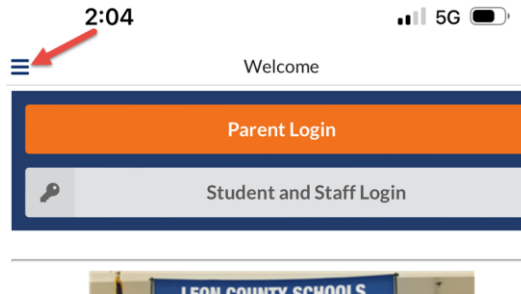 2:04
5G
Welcome
Parent Login
Student and Staff Login
LEON COUNTY SCHOOLS